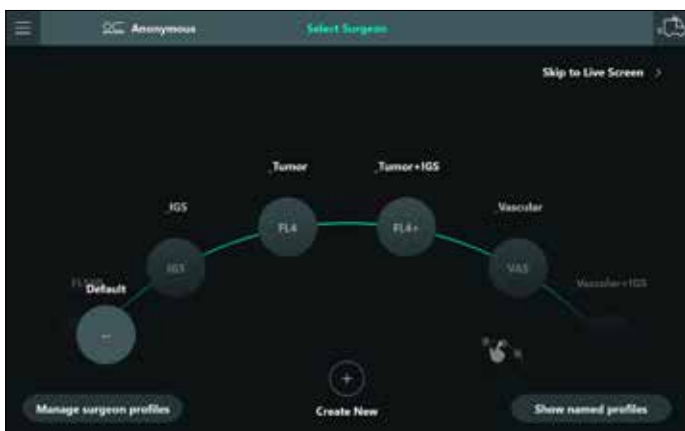 Anonymous
Select Surgeon
Skip to Live Screen >
_Tumor
_Tumor+IGS
_IGS
_Vascular
FL4
FL4+
IGS
VAS
Default
Vascular+IGS
--
+
Create New
Manage surgeon profiles
Show named profiles